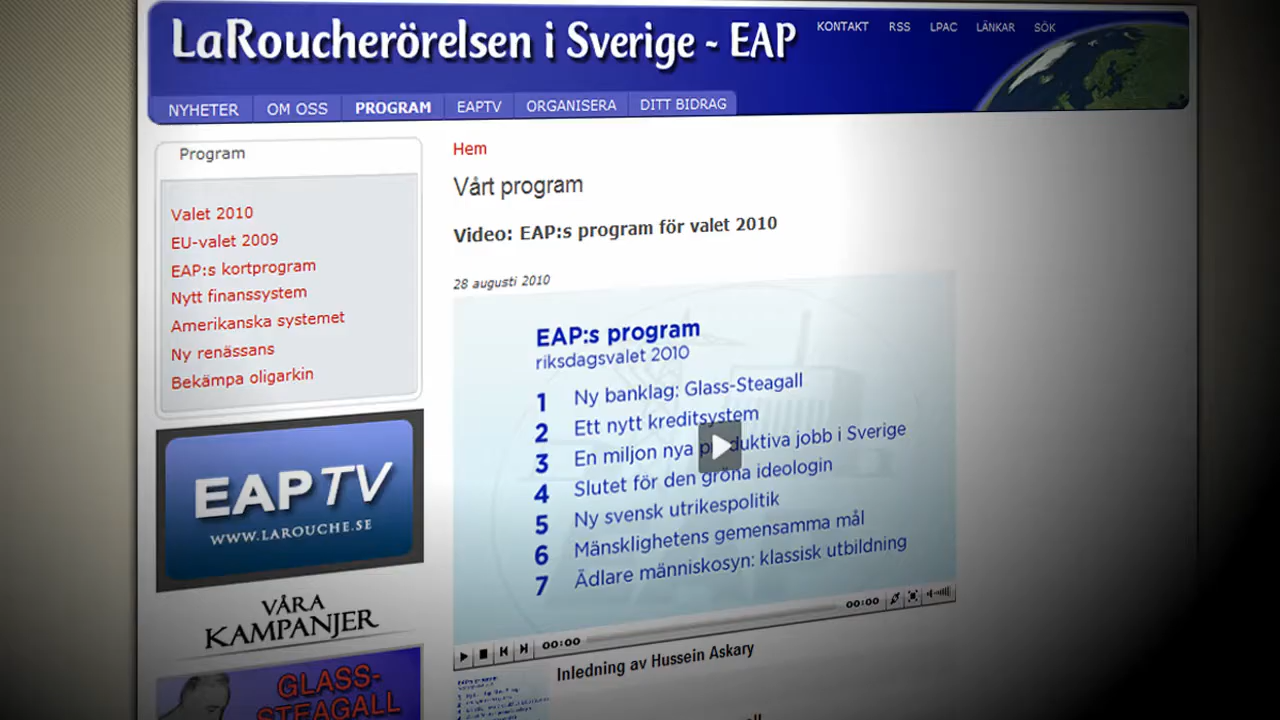 LaRoucherörelsen i Sverige - EAP
KONTAKT RSS LPAC LÄNKAR SÖK
NYHETER OM OSS PROGRAM EAPTV ORGANISERA DITT BIDRAG
Program
Valet 2010
EU-valet 2009
EAP:s kortprogram
Nytt finanssystem
Amerikanska systemet
Ny renässans
Bekämpa oligarkin
EAPTV
WWW.LAROUCHE.SE
VÅRA
KAMPANJER
GLASS-
STEAGALL
Hem
Vårt program
Video: EAP:s program för valet 2010
28 augusti 2010
EAP:s program
riksdagsvalet 2010
1 Ny banklag: Glass-Steagall
2 Ett nytt kreditsystem
3 En miljon nya produktiva jobb i Sverige
4 Slutet för den gröna ideologin
5 Ny svensk utrikespolitik
6 Mänsklighetens gemensamma mål
7 Ädlare människosyn: klassisk utbildning
00:00 00:00
Inledning av Hussein Askary